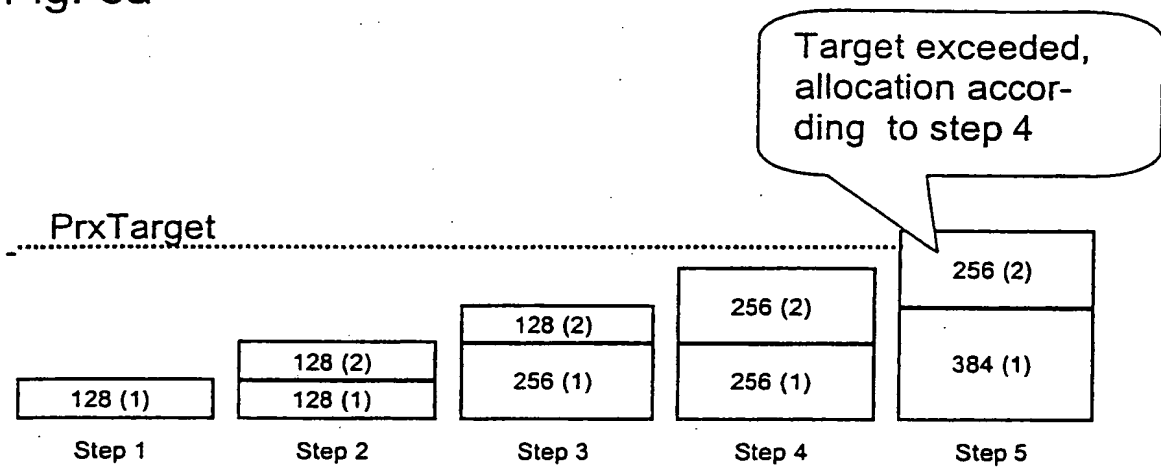 Target exceeded,
allocation accor-
ding to step 4
PrxTarget
256 (2)
384 (1)
256 (2)
256 (1)
128 (2)
256 (1)
128 (2)
128 (1)
128 (1)
Step 1
Step 2
Step 3
Step 4
Step 5